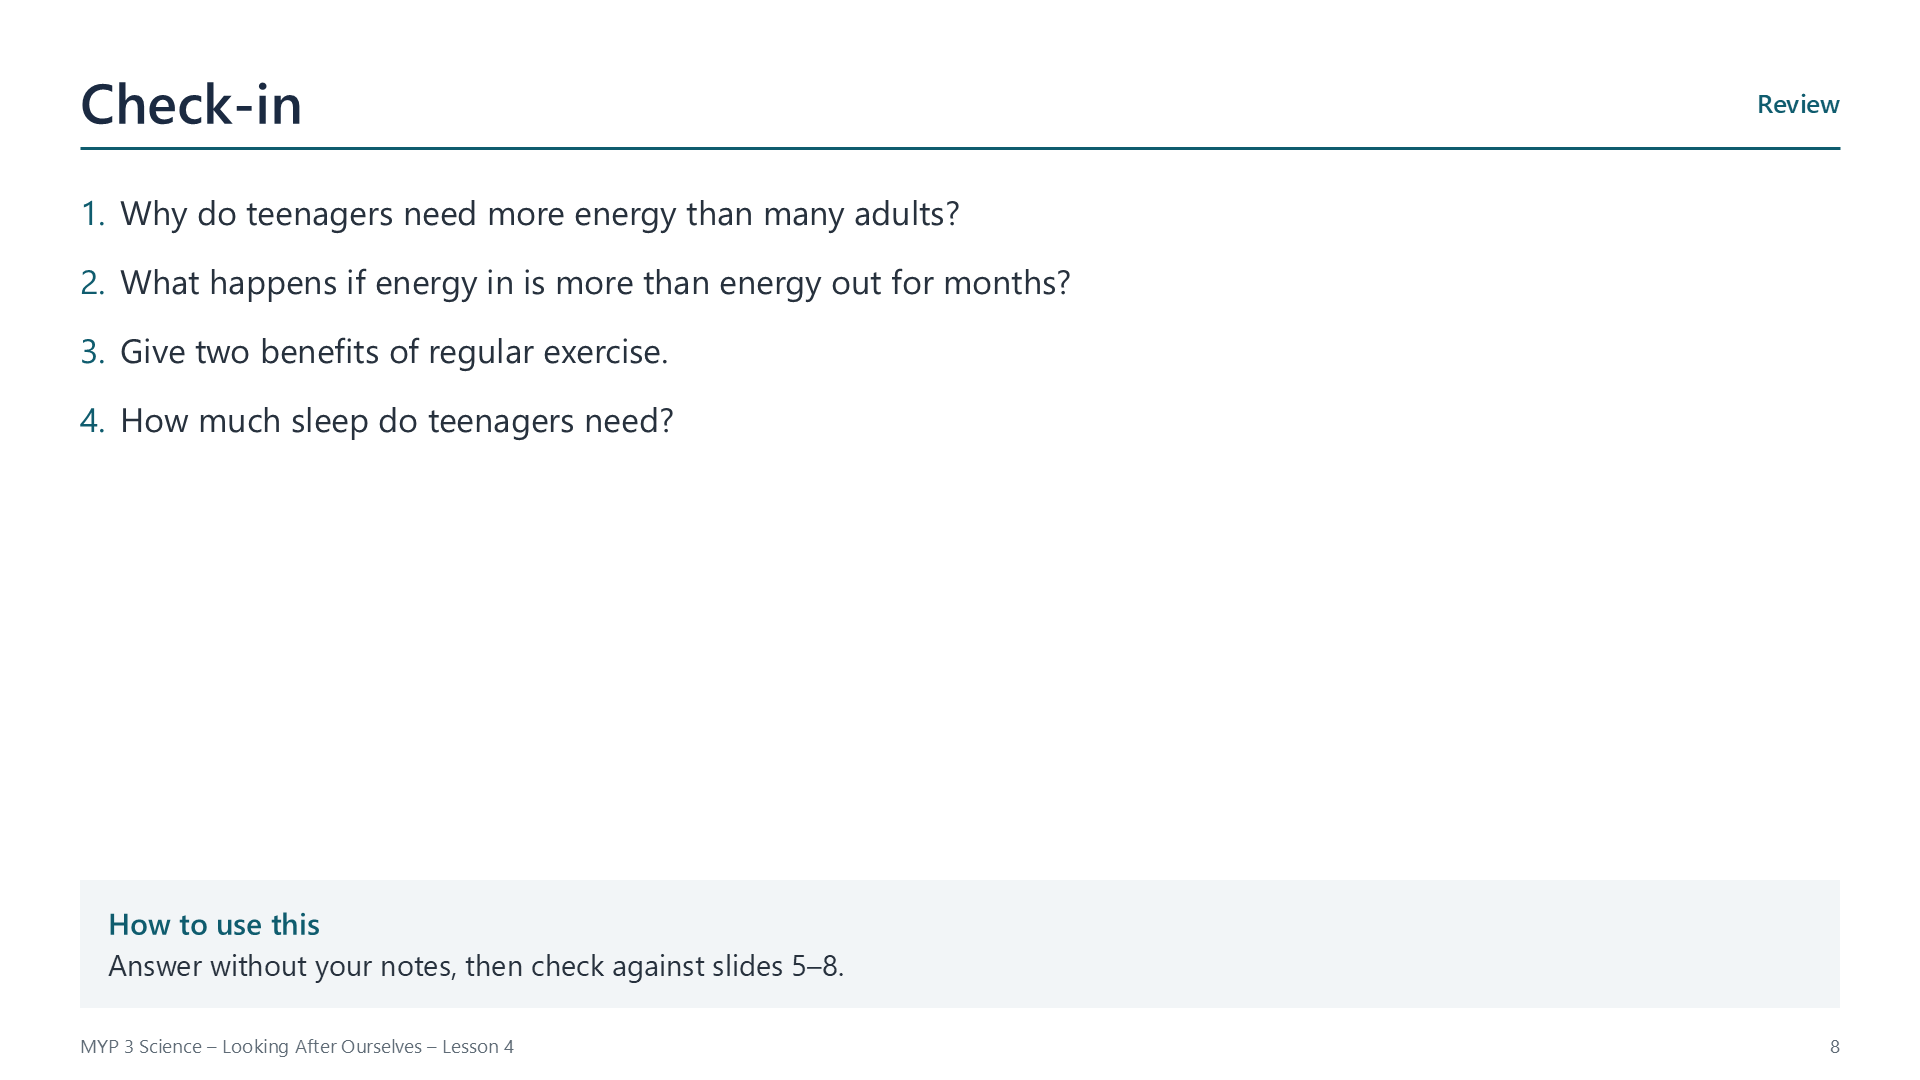 Check-in
Review
1. Why do teenagers need more energy than many adults?
2. What happens if energy in is more than energy out for months?
3. Give two benefits of regular exercise.
4. How much sleep do teenagers need?
How to use this
Answer without your notes, then check against slides 5–8.
MYP 3 Science – Looking After Ourselves – Lesson 4
8